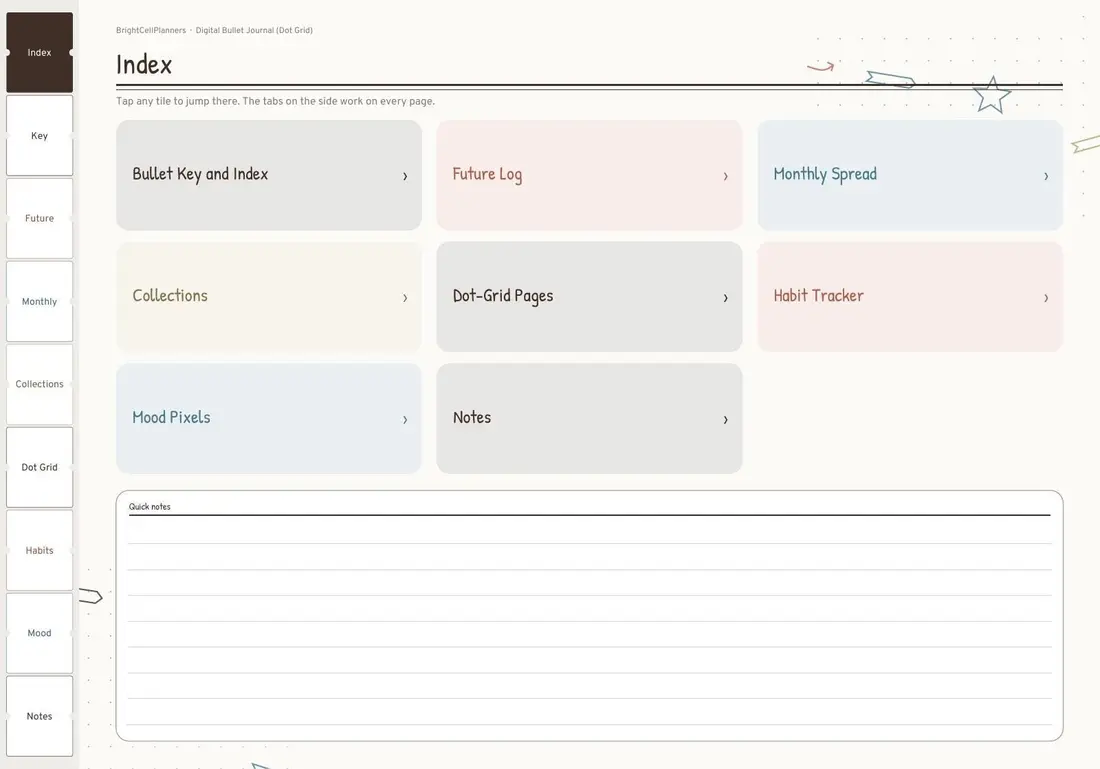 Index
Key
Future
Monthly
Collections
Dot Grid
Habits
Mood
Notes
BrightCellPlanners · Digital Bullet Journal (Dot Grid)
Index
Tap any tile to jump there. The tabs on the side work on every page.
Bullet Key and Index ›
Future Log ›
Monthly Spread ›
Collections ›
Dot-Grid Pages ›
Habit Tracker ›
Mood Pixels ›
Notes ›
Quick notes